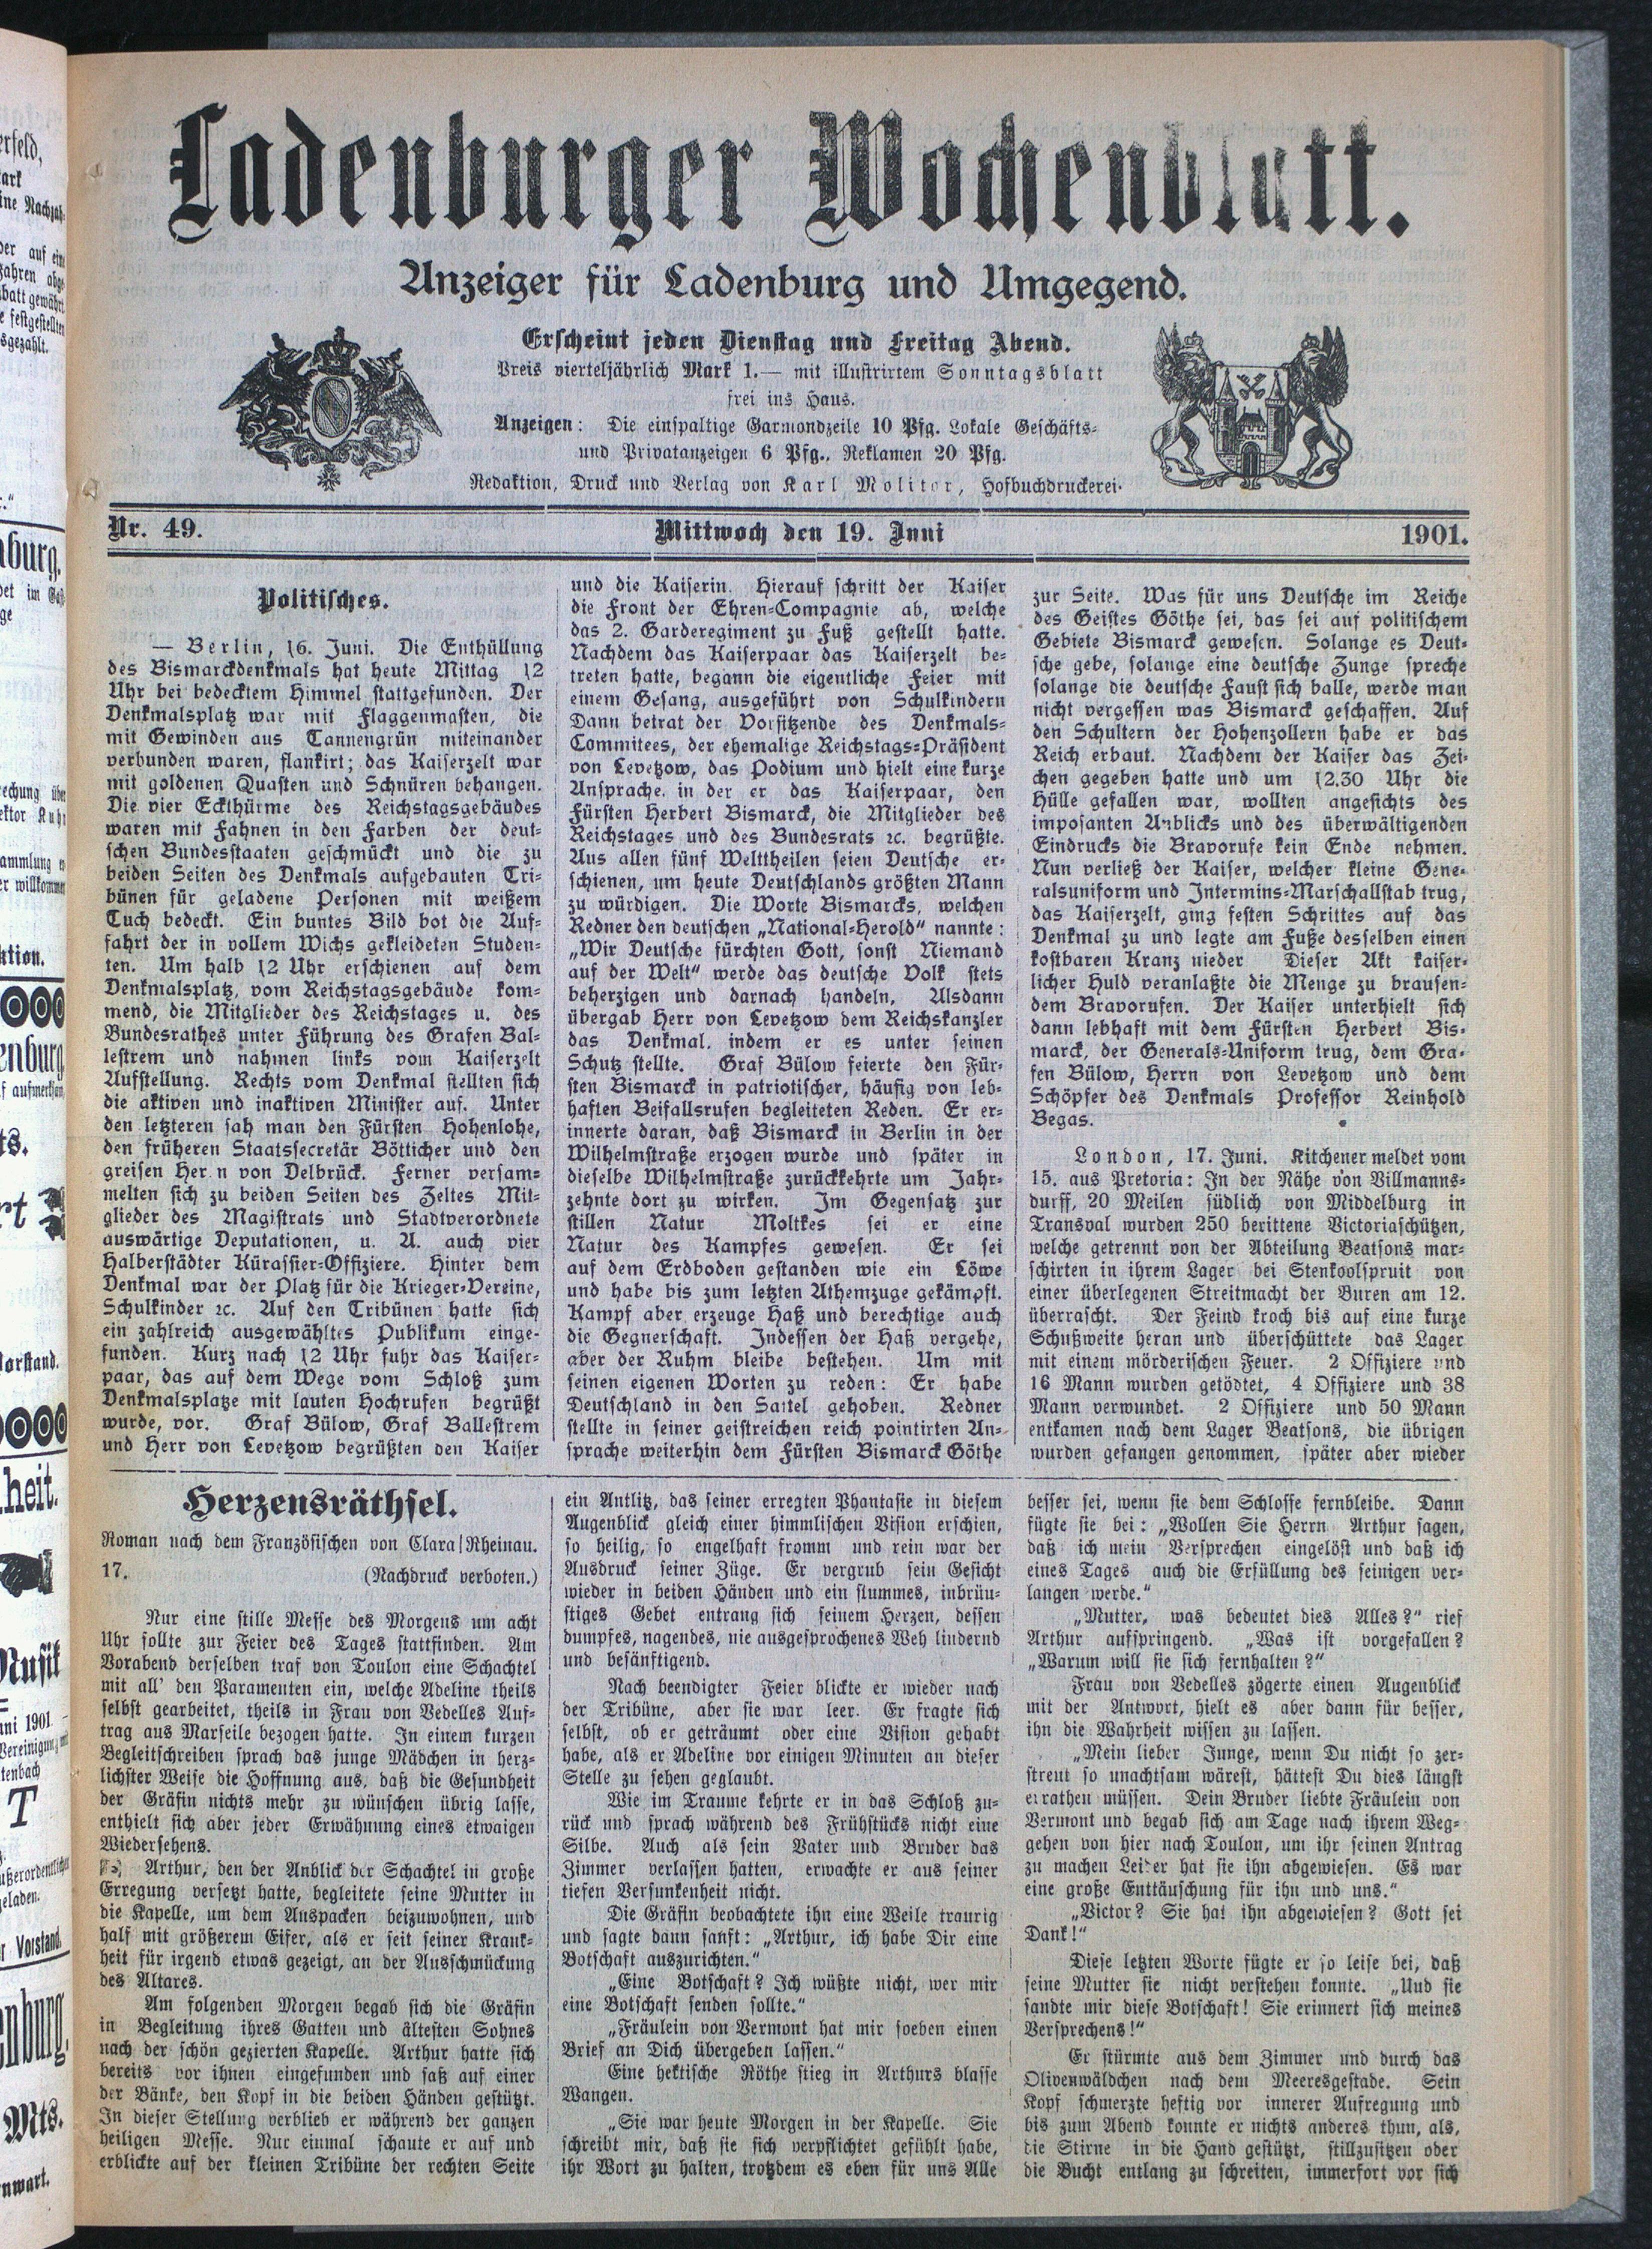 Ladenburger Wochenblatt.
Anzeiger für Ladenburg und Umgegend.
Erscheint jeden Dienstag und Freitag Abend.
Preis vierteljährlich Mark 1.— mit illustrirtem Sonntagsblatt
frei ins Haus.
Anzeigen: Die einspaltige Garmondzeile 10 Pfg. Lokale Geschäfts-
und Privatanzeigen 6 Pfg., Reklamen 20 Pfg.
Redaktion, Druck und Verlag von Karl Molitor, Hofbuchdruckerei.
Nr. 49.
Mittwoch den 19. Juni
1901.
Politisches.
— Berlin, 16. Juni. Die Enthüllung
des Bismarckdenkmals hat heute Mittag 12
Uhr bei bedecktem Himmel stattgefunden. Der
Denkmalsplatz war mit Flaggenmasten, die
mit Gewinden aus Tannengrün miteinander
verbunden waren, flankirt; das Kaiserzelt war
mit goldenen Quasten und Schnüren behangen.
Die vier Eckthürme des Reichstagsgebäudes
waren mit Fahnen in den Farben der deut-
schen Bundesstaaten geschmückt und die zu
beiden Seiten des Denkmals aufgebauten Tri-
bünen für geladene Personen mit weißem
Tuch bedeckt. Ein buntes Bild bot die Auf-
fahrt der in vollem Wichs gekleideten Studen-
ten. Um halb 12 Uhr erschienen auf dem
Denkmalsplatz, vom Reichstagsgebäude kom-
mend, die Mitglieder des Reichstages u. des
Bundesrathes unter Führung des Grafen Bal-
lestrem und nahmen links vom Kaiserzelt
Aufstellung. Rechts vom Denkmal stellten sich
die aktiven und inaktiven Minister auf. Unter
den letzteren sah man den Fürsten Hohenlohe,
den früheren Staatssecretär Bötticher und den
greisen Her n von Delbrück. Ferner versam-
melten sich zu beiden Seiten des Zeltes Mit-
glieder des Magistrats und Stadtverordnete
auswärtige Deputationen, u. A. auch vier
Halberstädter Kürassier-Offiziere. Hinter dem
Denkmal war der Platz für die Krieger-Vereine,
Schulkinder ꝛc. Auf den Tribünen hatte sich
ein zahlreich ausgewähltes Publikum einge-
funden. Kurz nach 12 Uhr fuhr das Kaiser-
paar, das auf dem Wege vom Schloß zum
Denkmalsplatze mit lauten Hochrufen begrüßt
wurde, vor. Graf Bülow, Graf Ballestrem
und Herr von Levetzow begrüßten den Kaiser
und die Kaiserin. Hierauf schritt der Kaiser
die Front der Ehren-Compagnie ab, welche
das 2. Garderegiment zu Fuß gestellt hatte.
Nachdem das Kaiserpaar das Kaiserzelt be-
treten hatte, begann die eigentliche Feier mit
einem Gesang, ausgeführt von Schulkindern
Dann betrat der Vorsitzende des Denkmals-
Commitees, der ehemalige Reichstags-Präsident
von Levetzow, das Podium und hielt eine kurze
Ansprache, in der er das Kaiserpaar, den
Fürsten Herbert Bismarck, die Mitglieder des
Reichstages und des Bundesrats ꝛc. begrüßte.
Aus allen fünf Welttheilen seien Deutsche er-
schienen, um heute Deutschlands größten Mann
zu würdigen. Die Worte Bismarcks, welchen
Redner den deutschen „National-Herold“ nannte:
„Wir Deutsche fürchten Gott, sonst Niemand
auf der Welt“ werde das deutsche Volk stets
beherzigen und darnach handeln. Alsdann
übergab Herr von Levetzow dem Reichskanzler
das Denkmal, indem er es unter seinen
Schutz stellte. Graf Bülow feierte den Für-
sten Bismarck in patriotischer, häufig von leb-
haften Beifallsrufen begleiteten Reden. Er er-
innerte daran, daß Bismarck in Berlin in der
Wilhelmstraße erzogen wurde und später in
dieselbe Wilhelmstraße zurückkehrte um Jahr-
zehnte dort zu wirken. Im Gegensatz zur
stillen Natur Moltkes sei er eine
Natur des Kampfes gewesen. Er sei
auf dem Erdboden gestanden wie ein Löwe
und habe bis zum letzten Athemzuge gekämpft.
Kampf aber erzeuge Haß und berechtige auch
die Gegnerschaft. Indessen der Haß vergehe,
aber der Ruhm bleibe bestehen. Um mit
seinen eigenen Worten zu reden: Er habe
Deutschland in den Sattel gehoben. Redner
stellte in seiner geistreichen reich pointirten An-
sprache weiterhin dem Fürsten Bismarck Göthe
zur Seite. Was für uns Deutsche im Reiche
des Geistes Göthe sei, das sei auf politischem
Gebiete Bismarck gewesen. Solange es Deut-
sche gebe, solange eine deutsche Zunge spreche
solange die deutsche Faust sich balle, werde man
nicht vergessen was Bismarck geschaffen. Auf
den Schultern der Hohenzollern habe er das
Reich erbaut. Nachdem der Kaiser das Zei-
chen gegeben hatte und um 12.30 Uhr die
Hülle gefallen war, wollten angesichts des
imposanten Anblicks und des überwältigenden
Eindrucks die Bravorufe kein Ende nehmen.
Nun verließ der Kaiser, welcher kleine Gene-
ralsuniform und Interims-Marschallstab trug,
das Kaiserzelt, ging festen Schrittes auf das
Denkmal zu und legte am Fuße desselben einen
kostbaren Kranz nieder Dieser Akt kaiser-
licher Huld veranlaßte die Menge zu brausen-
dem Bravorufen. Der Kaiser unterhielt sich
dann lebhaft mit dem Fürsten Herbert Bis-
marck, der Generals-Uniform trug, dem Gra-
fen Bülow, Herrn von Levetzow und dem
Schöpfer des Denkmals Professor Reinhold
Begas.
London, 17. Juni. Kitchener meldet vom
15. aus Pretoria: In der Nähe von Villmanns-
durff, 20 Meilen südlich von Middelburg in
Transval wurden 250 berittene Victoriaschützen,
welche getrennt von der Abteilung Beatsons mar-
schirten in ihrem Lager bei Stenkoolspruit von
einer überlegenen Streitmacht der Buren am 12.
überrascht. Der Feind kroch bis auf eine kurze
Schußweite heran und überschüttete das Lager
mit einem mörderischen Feuer. 2 Offiziere und
16 Mann wurden getödtet, 4 Offiziere und 38
Mann verwundet. 2 Offiziere und 50 Mann
entkamen nach dem Lager Beatsons, die übrigen
wurden gefangen genommen, später aber wieder
Herzensräthsel.
Roman nach dem Französischen von Clara Rheinau.
17. (Nachdruck verboten.)
Nur eine stille Messe des Morgens um acht
Uhr sollte zur Feier des Tages stattfinden. Am
Vorabend derselben traf von Toulon eine Schachtel
mit all’ den Paramenten ein, welche Adeline theils
selbst gearbeitet, theils in Frau von Vedelles Auf-
trag aus Marseile bezogen hatte. In einem kurzen
Begleitschreiben sprach das junge Mädchen in herz-
lichster Weise die Hoffnung aus, daß die Gesundheit
der Gräfin nichts mehr zu wünschen übrig lasse,
enthielt sich aber jeder Erwähnung eines etwaigen
Wiedersehens.
Arthur, den der Anblick der Schachtel in große
Erregung versetzt hatte, begleitete seine Mutter in
die Kapelle, um dem Auspacken beizuwohnen, und
half mit größerem Eifer, als er seit seiner Krank-
heit für irgend etwas gezeigt, an der Ausschmückung
des Altares.
Am folgenden Morgen begab sich die Gräfin
in Begleitung ihres Gatten und ältesten Sohnes
nach der schön gezierten Kapelle. Arthur hatte sich
bereits vor ihnen eingefunden und saß auf einer
der Bänke, den Kopf in die beiden Händen gestützt.
In dieser Stellung verblieb er während der ganzen
heiligen Messe. Nur einmal schaute er auf und
erblickte auf der kleinen Tribüne der rechten Seite
ein Antlitz, das seiner erregten Phantasie in diesem
Augenblick gleich einer himmlischen Vision erschien,
so heilig, so engelhaft fromm und rein war der
Ausdruck seiner Züge. Er vergrub sein Gesicht
wieder in beiden Händen und ein stummes, inbrün-
stiges Gebet entrang sich seinem Herzen, dessen
dumpfes, nagendes, nie ausgesprochenes Weh lindernd
und besänftigend.
Nach beendigter Feier blickte er wieder nach
der Tribüne, aber sie war leer. Er fragte sich
selbst, ob er geträumt oder eine Vision gehabt
habe, als er Adeline vor einigen Minuten an dieser
Stelle zu sehen geglaubt.
Wie im Traume kehrte er in das Schloß zu-
rück und sprach während des Frühstücks nicht eine
Silbe. Auch als sein Vater und Bruder das
Zimmer verlassen hatten, erwachte er aus seiner
tiefen Versunkenheit nicht.
Die Gräfin beobachtete ihn eine Weile traurig
und sagte dann sanft: „Arthur, ich habe Dir eine
Botschaft auszurichten.“
„Eine Botschaft? Ich wüßte nicht, wer mir
eine Botschaft senden sollte.“
„Fräulein von Vermont hat mir soeben einen
Brief an Dich übergeben lassen.“
Eine hektische Röthe stieg in Arthurs blasse
Wangen.
„Sie war heute Morgen in der Kapelle. Sie
schreibt mir, daß sie sich verpflichtet gefühlt habe,
ihr Wort zu halten, trotzdem es eben für uns Alle
besser sei, wenn sie dem Schlosse fernbleibe. Dann
fügte sie bei: „Wollen Sie Herrn Arthur sagen,
daß ich mein Versprechen eingelöst und daß ich
eines Tages auch die Erfüllung des seinigen ver-
langen werde.“
„Mutter, was bedeutet dies Alles?“ rief
Arthur aufspringend. „Was ist vorgefallen?
„Warum will sie sich fernhalten?“
Frau von Vedelles zögerte einen Augenblick
mit der Antwort, hielt es aber dann für besser,
ihn die Wahrheit wissen zu lassen.
„Mein lieber Junge, wenn Du nicht so zer-
streut so unachtsam wärest, hättest Du dies längst
errathen müssen. Dein Bruder liebte Fräulein von
Vermont und begab sich am Tage nach ihrem Weg-
gehen von hier nach Toulon, um ihr seinen Antrag
zu machen Leider hat sie ihn abgewiesen. Es war
eine große Enttäuschung für ihn und uns.“
„Victor? Sie hat ihn abgewiesen? Gott sei
Dank!“
Diese letzten Worte fügte er so leise bei, daß
seine Mutter sie nicht verstehen konnte. „Und sie
sandte mir diese Botschaft! Sie erinnert sich meines
Versprechens!“
Er stürmte aus dem Zimmer und durch das
Olivenwäldchen nach dem Meeresgestade. Sein
Kopf schmerzte heftig vor innerer Aufregung und
bis zum Abend konnte er nichts anderes thun, als,
die Stirne in die Hand gestützt, stillzusitzen oder
die Bucht entlang zu schreiten, immerfort vor sich